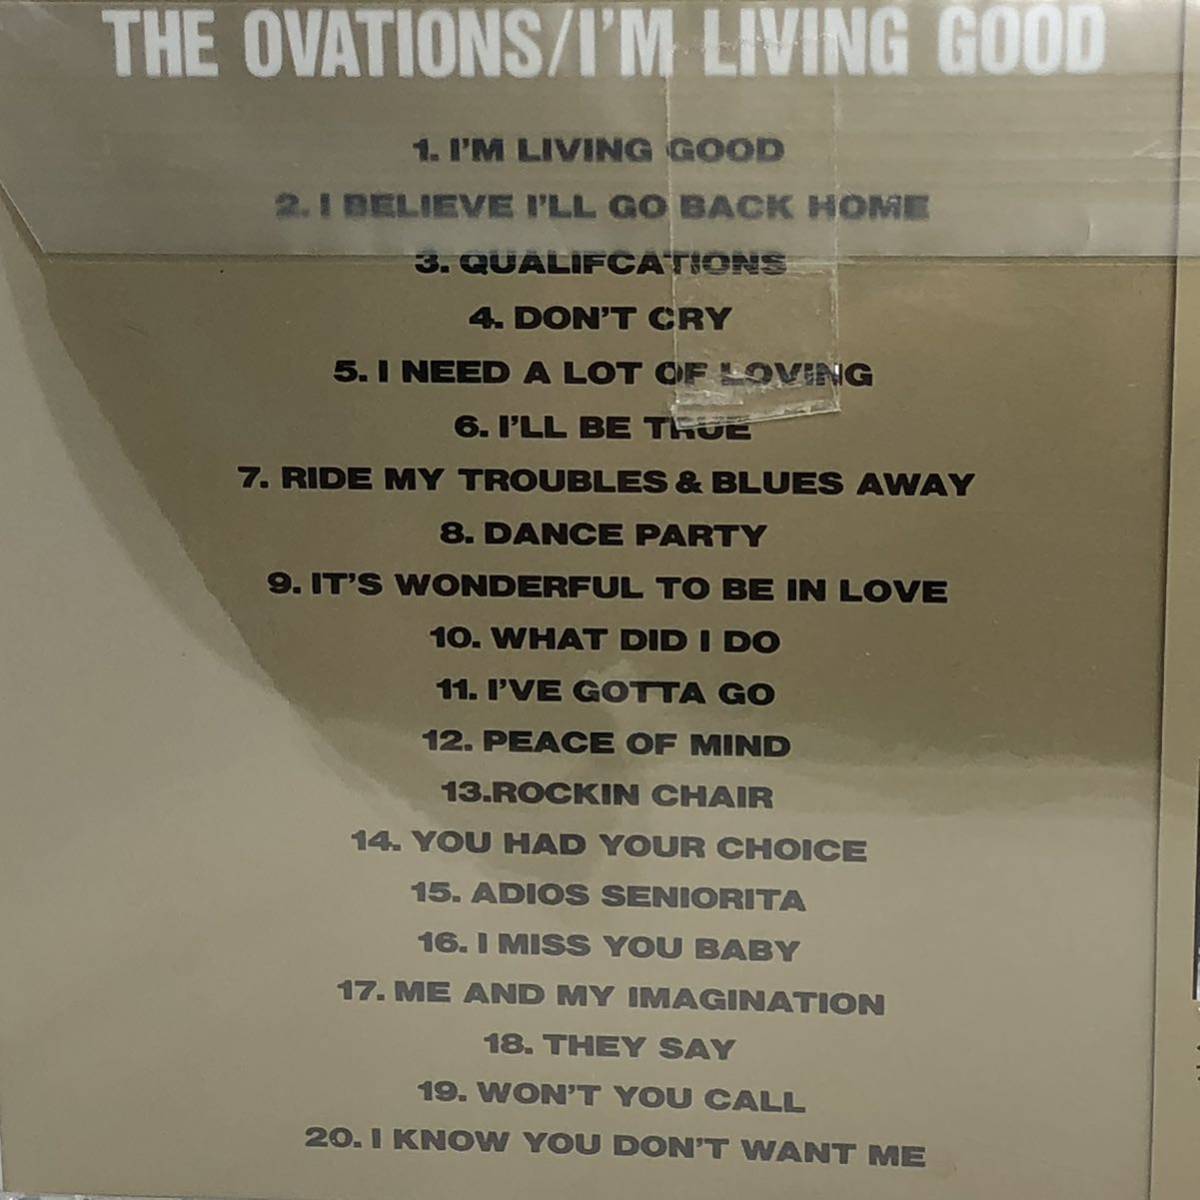 THE OVATIONS/I'M LIVING GOOD
1. I'M LIVING GOOD
2. I BELIEVE I'LL GO BACK HOME
3. QUALIFCATIONS
4. DON'T CRY
5. I NEED A LOT OF LOVING
6. I'LL BE TRUE
7. RIDE MY TROUBLES & BLUES AWAY
8. DANCE PARTY
9. IT'S WONDERFUL TO BE IN LOVE
10. WHAT DID I DO
11. I'VE GOTTA GO
12. PEACE OF MIND
13.ROCKIN CHAIR
14. YOU HAD YOUR CHOICE
15. ADIOS SENIORITA
16. I MISS YOU BABY
17. ME AND MY IMAGINATION
18. THEY SAY
19. WON'T YOU CALL
20. I KNOW YOU DON'T WANT ME